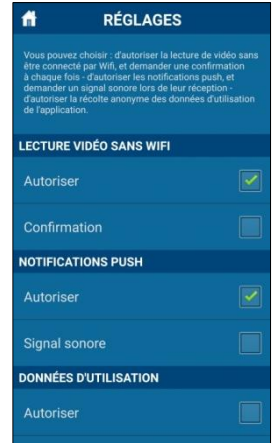 RÉGLAGES
Vous pouvez choisir : d'autoriser la lecture de vidéo sans
être connecté par Wifi, et demander une confirmation
à chaque fois - d'autoriser les notifications push, et
demander un signal sonore lors de leur réception -
d'autoriser la récolte anonyme des données d'utilisation
de l'application.
LECTURE VIDÉO SANS WIFI
Autoriser
Confirmation
NOTIFICATIONS PUSH
Autoriser
Signal sonore
DONNÉES D'UTILISATION
Autoriser